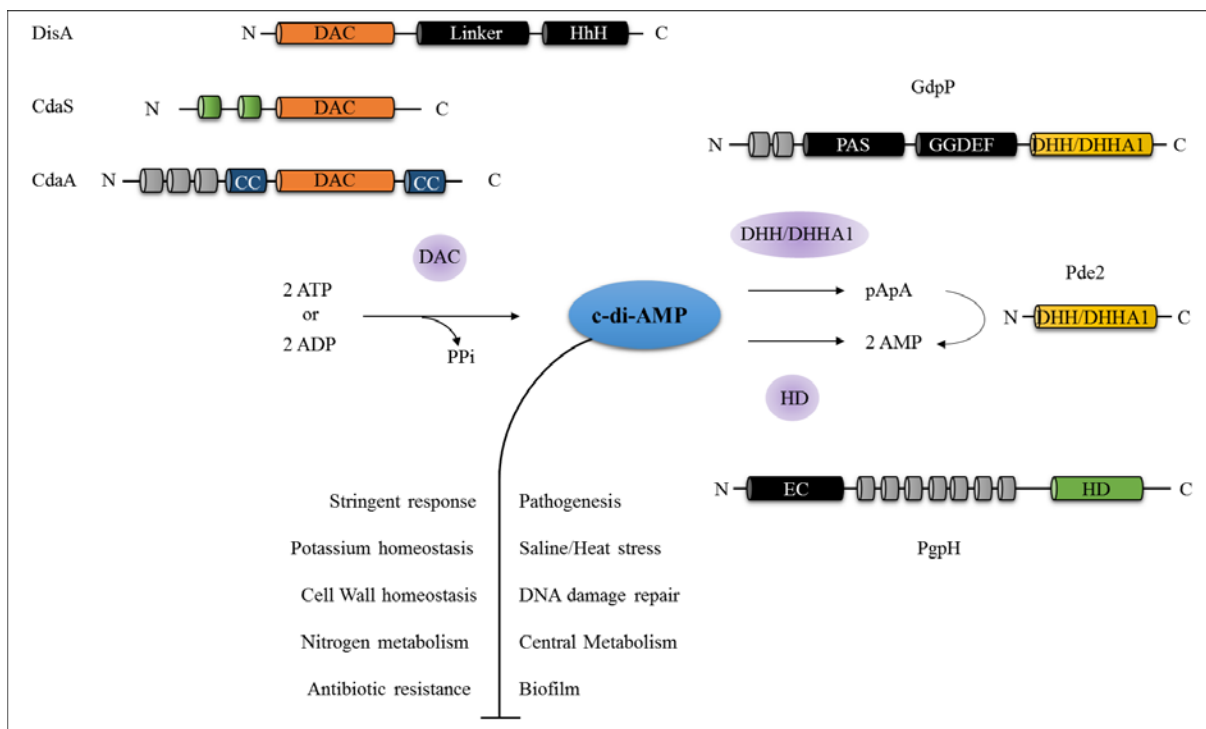 DisA
N DAC Linker HhH C
CdaS
N DAC C
CdaA
N CC DAC CC C
GdpP
N PAS GGDEF DHH/DHHA1 C
DAC
2 ATP
or
2 ADP
PPi
c-di-AMP
DHH/DHHA1
pApA
2 AMP
HD
Pde2
N DHH/DHHA1 C
N EC HD C
PgpH
Stringent response Pathogenesis
Potassium homeostasis Saline/Heat stress
Cell Wall homeostasis DNA damage repair
Nitrogen metabolism Central Metabolism
Antibiotic resistance Biofilm